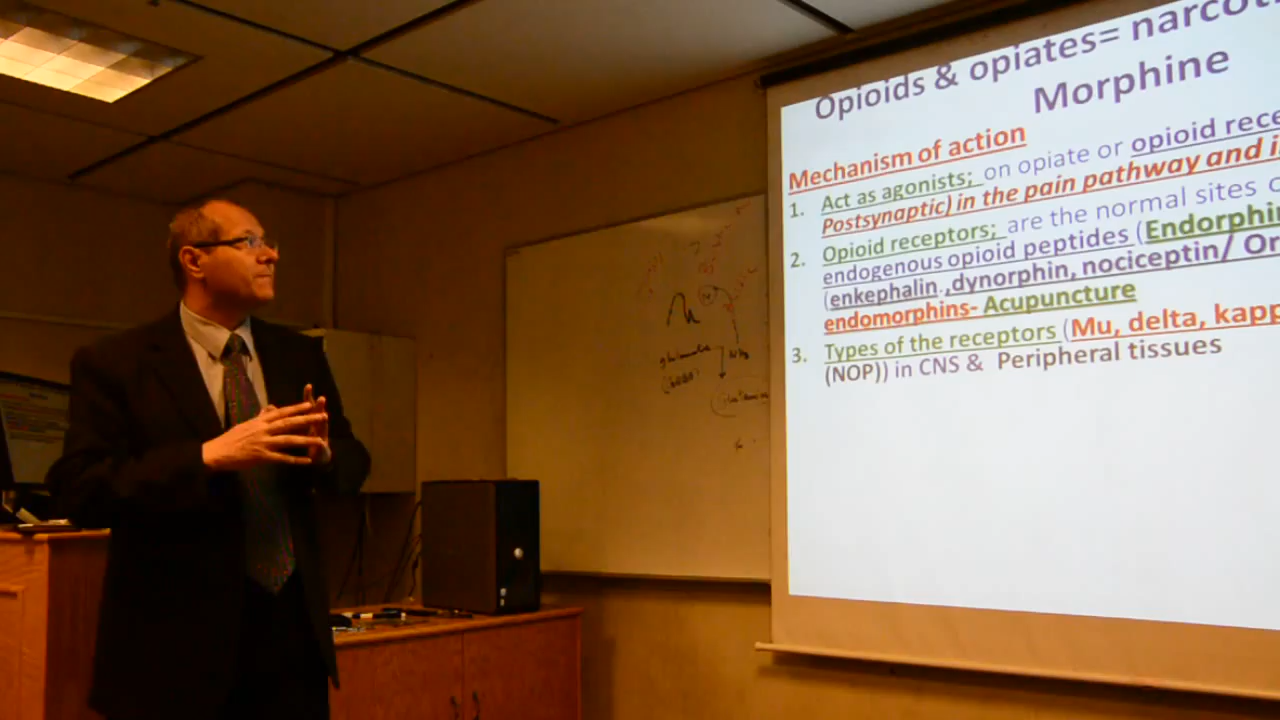 Opioids & opiates= narcoti
Morphine
Mechanism of action
1. Act as agonists; on opiate or opioid rece
Postsynaptic) in the pain pathway and i
2. Opioid receptors; are the normal sites o
endogenous opioid peptides (Endorphin
(enkephalin.,dynorphin, nociceptin/ Or
endomorphins- Acupuncture
3. Types of the receptors (Mu, delta, kapp
(NOP)) in CNS & Peripheral tissues